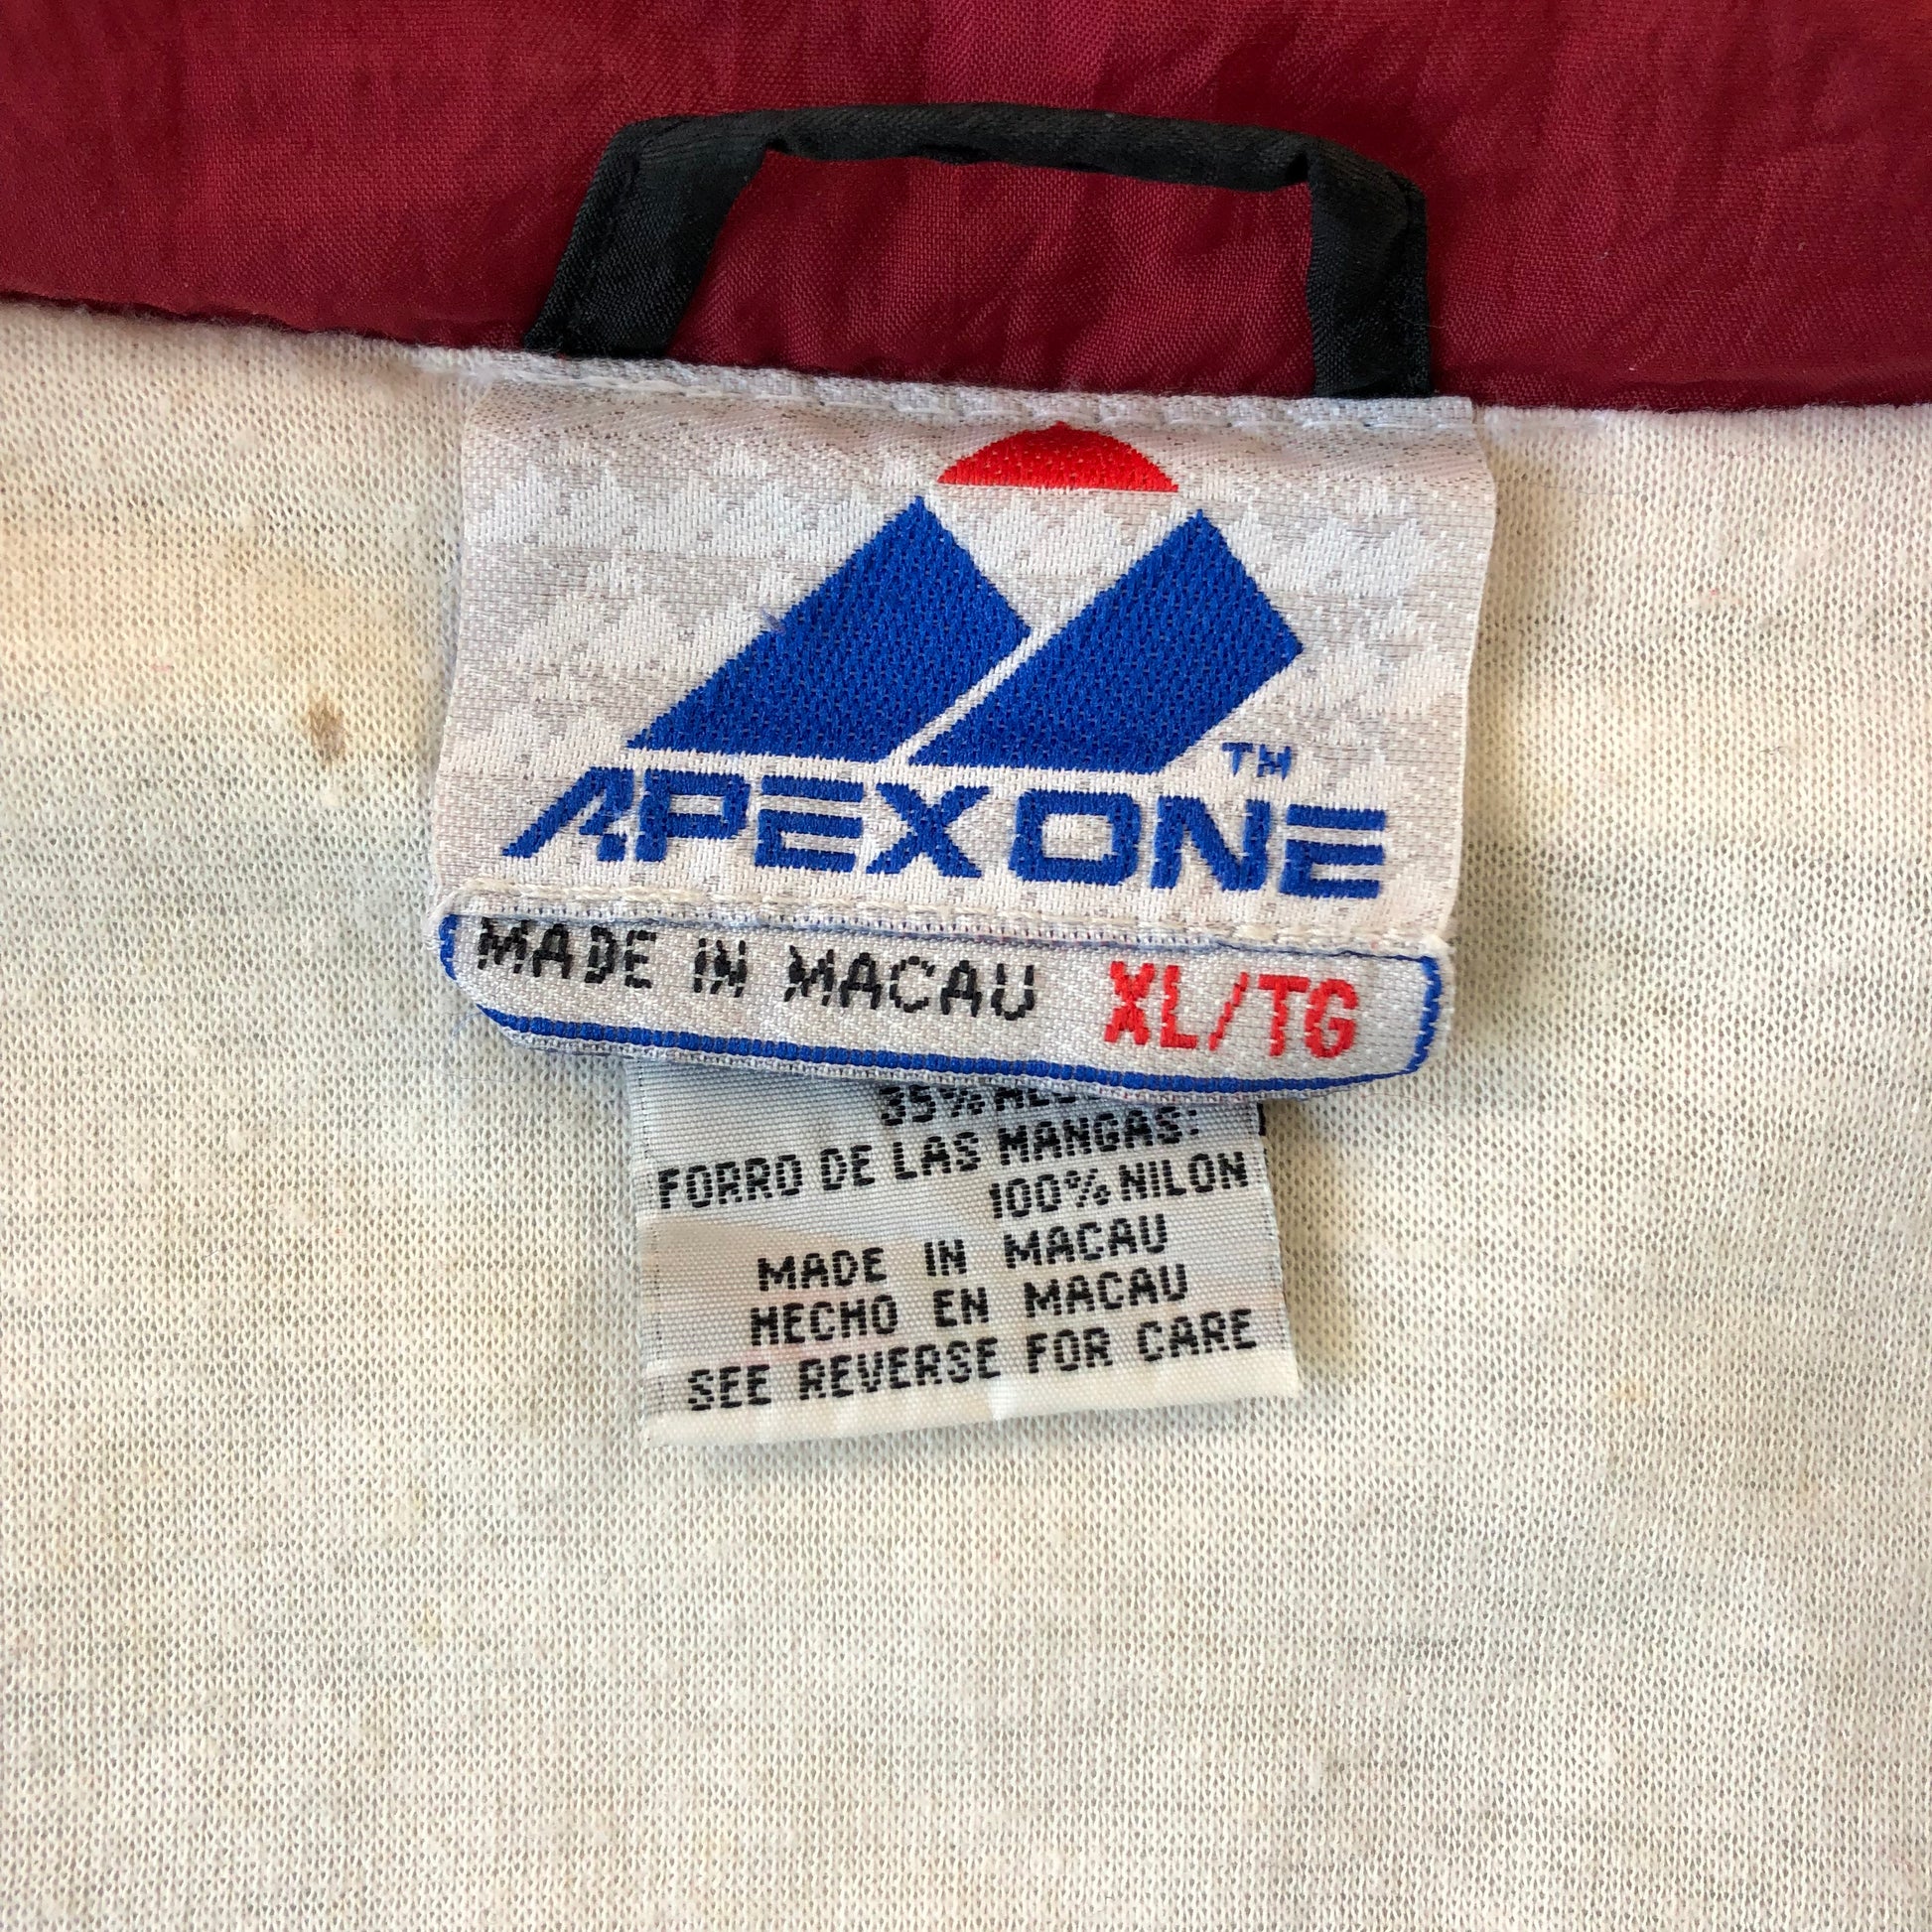 TM
APEX ONE
MADE IN MACAU XL/TG
35%
FORRO DE LAS MANGAS:
100% NILON
MADE IN MACAU
HECHO EN MACAU
SEE REVERSE FOR CARE